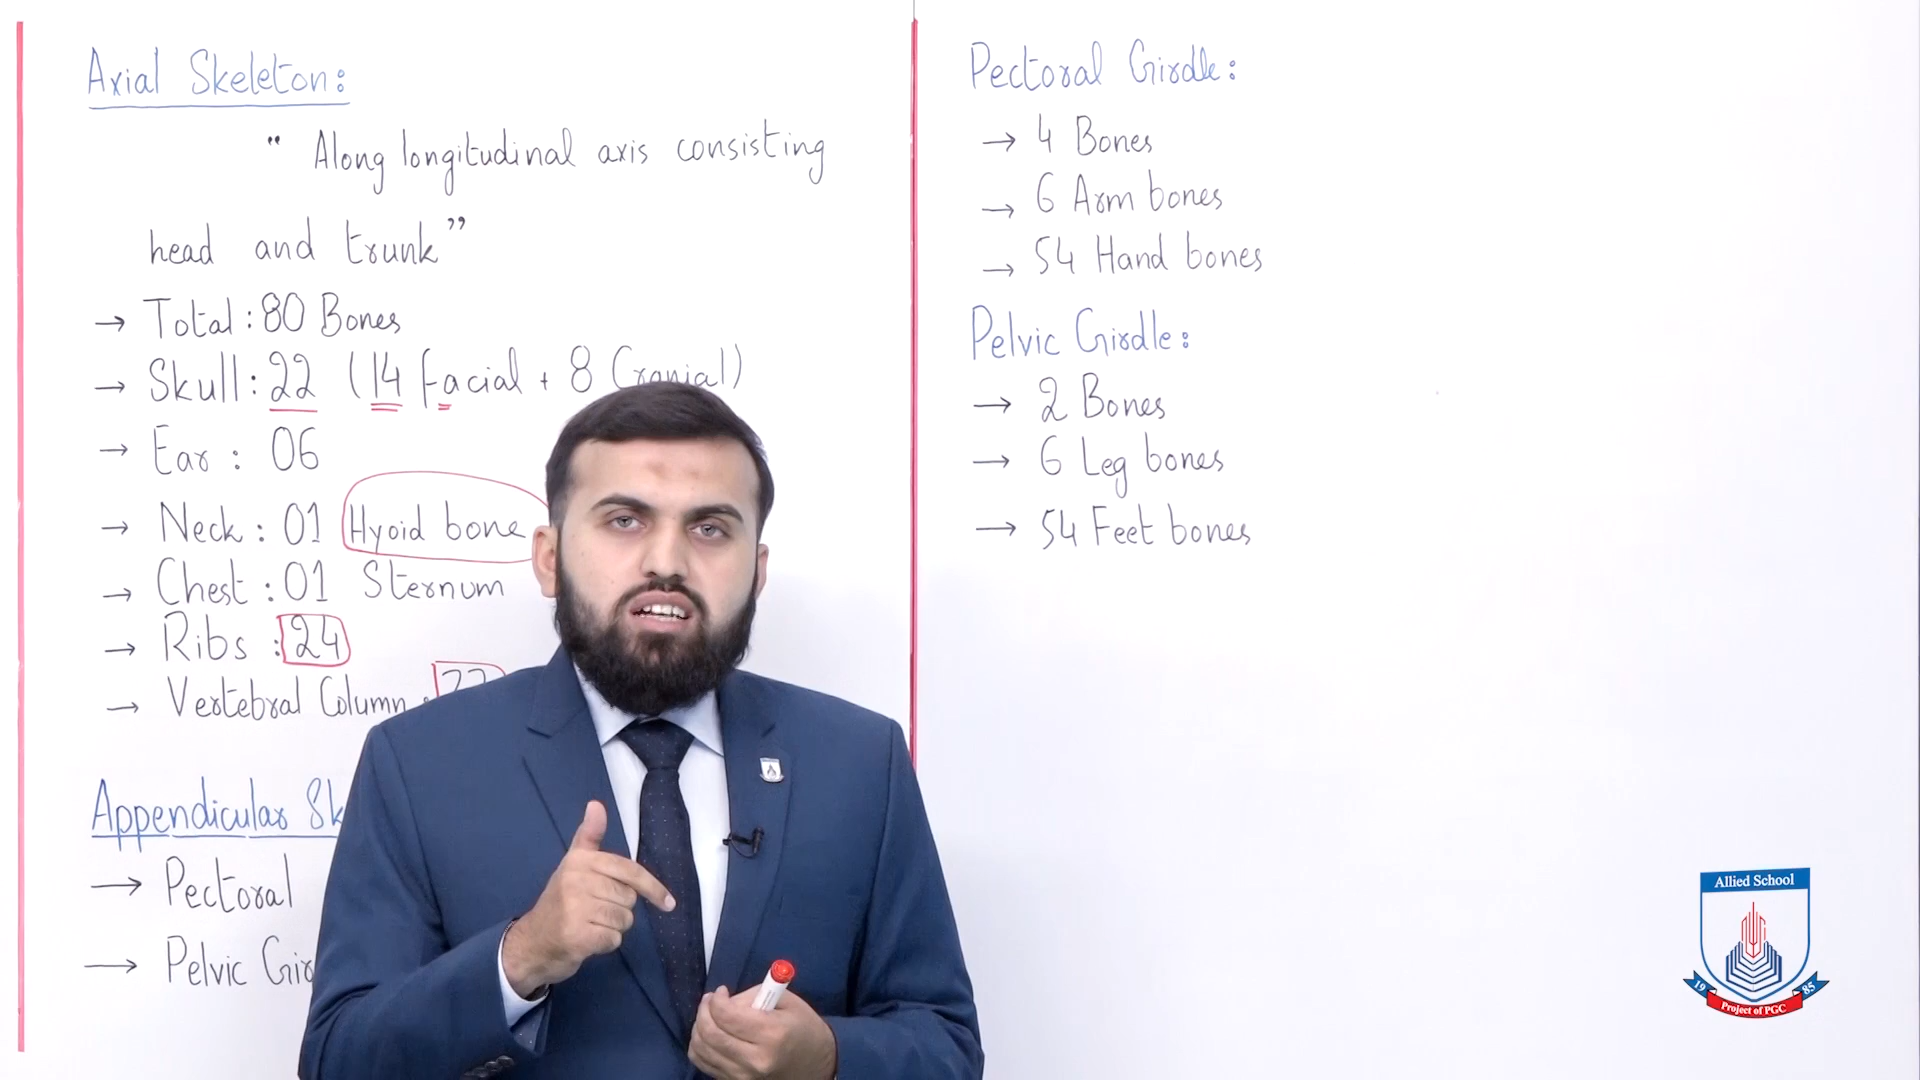 Axial Skeleton:
" Along longitudinal axis consisting
head and trunk"
→ Total: 80 Bones
→ Skull: 22 (14 facial + 8 Cranial)
→ Ear: 06
→ Neck: 01 Hyoid bone
→ Chest: 01 Sternum
→ Ribs: 24
→ Vertebral Column:
Appendicular
→ Pectoral
→ Pelvic
Pectoral Girdle:
→ 4 Bones
→ 6 Arm bones
→ 54 Hand bones
Pelvic Girdle:
→ 2 Bones
→ 6 Leg bones
→ 54 Feet bones
Allied School
19 85
Project of PGC